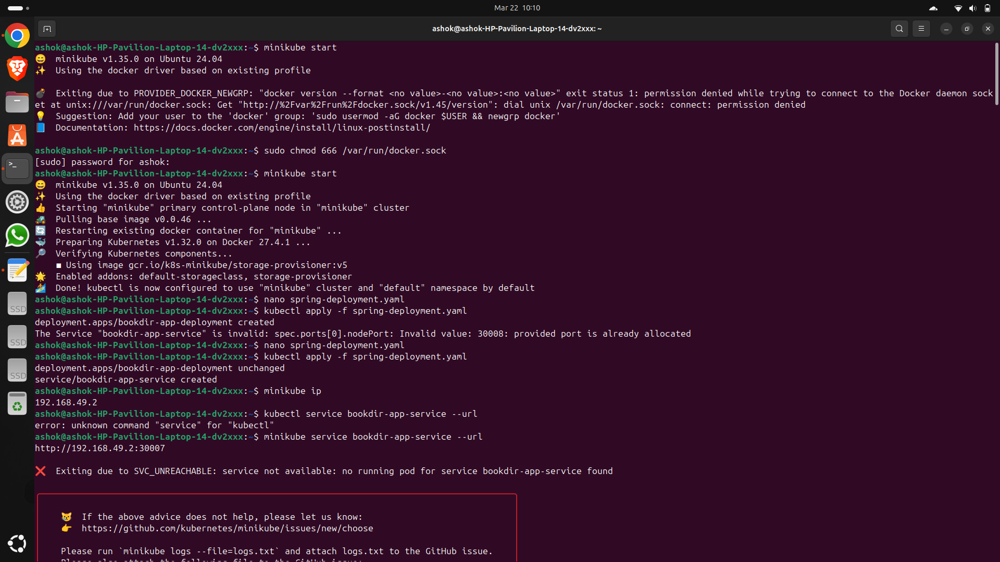 Mar 22 10:10
ashok@ashok-HP-Pavilion-Laptop-14-dv2xxx: ~
ashok@ashok-HP-Pavilion-Laptop-14-dv2xxx:~$ minikube start
😄 minikube v1.35.0 on Ubuntu 24.04
✨ Using the docker driver based on existing profile
💣 Exiting due to PROVIDER_DOCKER_NEWGRP: "docker version --format <no value>-<no value>:<no value>" exit status 1: permission denied while trying to connect to the Docker daemon sock
et at unix:///var/run/docker.sock: Get "http://%2Fvar%2Frun%2Fdocker.sock/v1.45/version": dial unix /var/run/docker.sock: connect: permission denied
💡 Suggestion: Add your user to the 'docker' group: 'sudo usermod -aG docker $USER && newgrp docker'
📘 Documentation: https://docs.docker.com/engine/install/linux-postinstall/
ashok@ashok-HP-Pavilion-Laptop-14-dv2xxx:~$ sudo chmod 666 /var/run/docker.sock
[sudo] password for ashok:
ashok@ashok-HP-Pavilion-Laptop-14-dv2xxx:~$ minikube start
😄 minikube v1.35.0 on Ubuntu 24.04
✨ Using the docker driver based on existing profile
👍 Starting "minikube" primary control-plane node in "minikube" cluster
🚜 Pulling base image v0.0.46 ...
🔄 Restarting existing docker container for "minikube" ...
🐳 Preparing Kubernetes v1.32.0 on Docker 27.4.1 ...
🔎 Verifying Kubernetes components...
▪ Using image gcr.io/k8s-minikube/storage-provisioner:v5
🌟 Enabled addons: default-storageclass, storage-provisioner
🏄 Done! kubectl is now configured to use "minikube" cluster and "default" namespace by default
ashok@ashok-HP-Pavilion-Laptop-14-dv2xxx:~$ nano spring-deployment.yaml
ashok@ashok-HP-Pavilion-Laptop-14-dv2xxx:~$ kubectl apply -f spring-deployment.yaml
deployment.apps/bookdir-app-deployment created
The Service "bookdir-app-service" is invalid: spec.ports[0].nodePort: Invalid value: 30008: provided port is already allocated
ashok@ashok-HP-Pavilion-Laptop-14-dv2xxx:~$ nano spring-deployment.yaml
ashok@ashok-HP-Pavilion-Laptop-14-dv2xxx:~$ kubectl apply -f spring-deployment.yaml
deployment.apps/bookdir-app-deployment unchanged
service/bookdir-app-service created
ashok@ashok-HP-Pavilion-Laptop-14-dv2xxx:~$ minikube ip
192.168.49.2
ashok@ashok-HP-Pavilion-Laptop-14-dv2xxx:~$ kubectl service bookdir-app-service --url
error: unknown command "service" for "kubectl"
ashok@ashok-HP-Pavilion-Laptop-14-dv2xxx:~$ minikube service bookdir-app-service --url
http://192.168.49.2:30007
❌ Exiting due to SVC_UNREACHABLE: service not available: no running pod for service bookdir-app-service found
😿 If the above advice does not help, please let us know:
👉 https://github.com/kubernetes/minikube/issues/new/choose
Please run `minikube logs --file=logs.txt` and attach logs.txt to the GitHub issue.
Please also attach the following file to the GitHub issue:
SSD
SSD
SSD